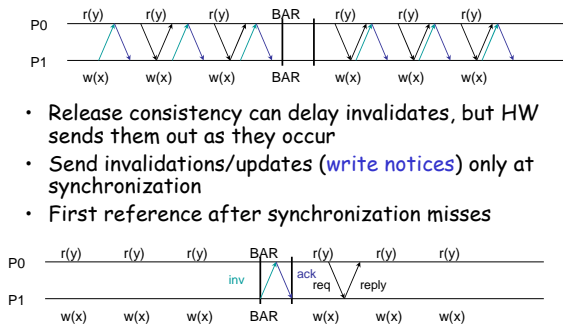 r(y) r(y) r(y) BAR r(y) r(y) r(y)
P0
P1
w(x) w(x) w(x) BAR w(x) w(x) w(x)
• Release consistency can delay invalidates, but HW
sends them out as they occur
• Send invalidations/updates (write notices) only at
synchronization
• First reference after synchronization misses
r(y) r(y) r(y) BAR r(y) r(y) r(y)
P0
inv ack req reply
P1
w(x) w(x) w(x) BAR w(x) w(x) w(x)